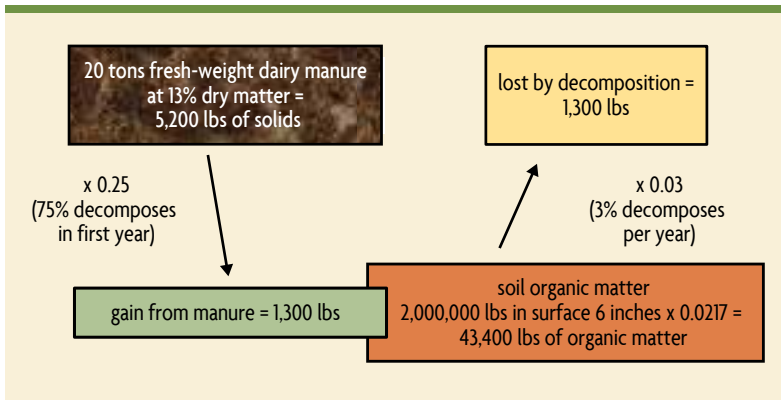 20 tons fresh-weight dairy manure
at 13% dry matter =
5,200 lbs of solids
lost by decomposition =
1,300 lbs
x 0.25
(75% decomposes
in first year)
x 0.03
(3% decomposes
per year)
gain from manure = 1,300 lbs
soil organic matter
2,000,000 lbs in surface 6 inches x 0.0217 =
43,400 lbs of organic matter